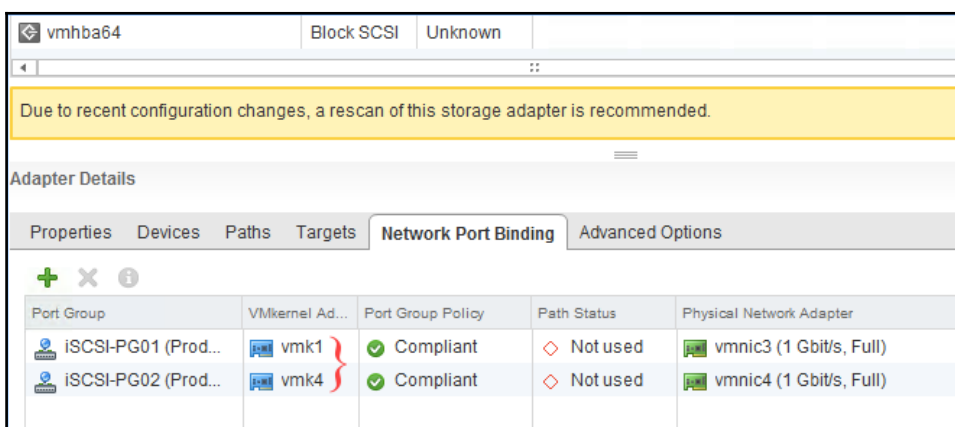 vmhba64 Block SCSI Unknown
Due to recent configuration changes, a rescan of this storage adapter is recommended.
Adapter Details
Properties Devices Paths Targets Network Port Binding Advanced Options
Port Group VMkernel Ad... Port Group Policy Path Status Physical Network Adapter
iSCSI-PG01 (Prod... vmk1 Compliant Not used vmnic3 (1 Gbit/s, Full)
iSCSI-PG02 (Prod... vmk4 Compliant Not used vmnic4 (1 Gbit/s, Full)